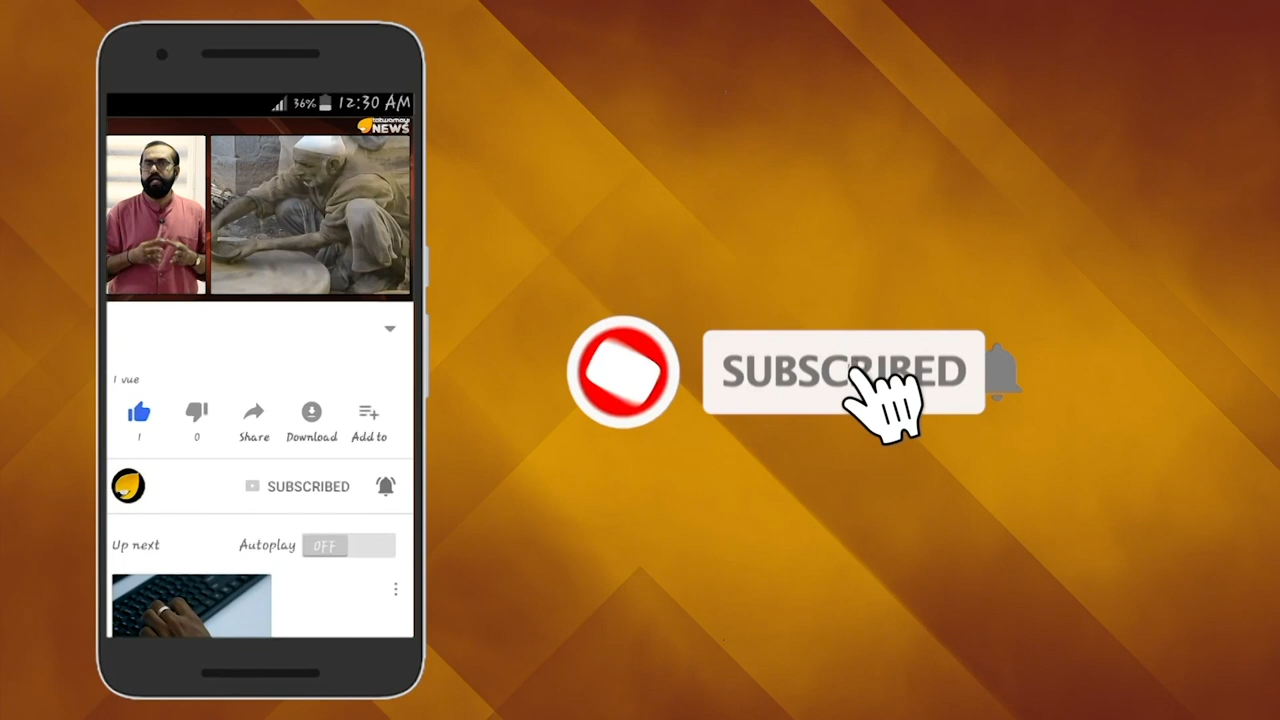 36% 12:30 AM
tatwamayi
NEWS
1 vue
1
0
Share
Download
Add to
SUBSCRIBED
Up next
Autoplay
OFF
SUBSCRIBED